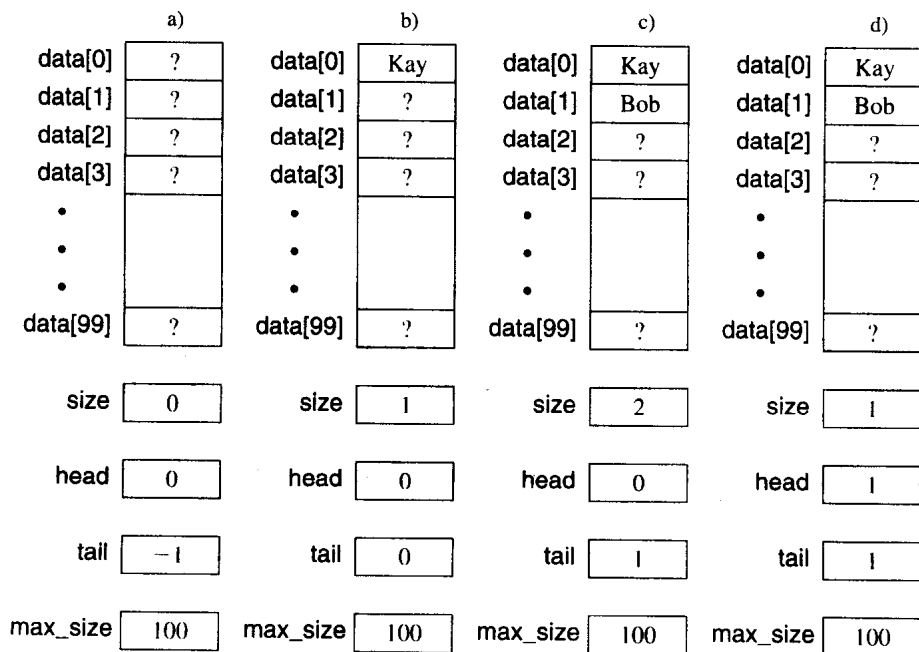 a) b) c) d)
data[0] ? data[0] Kay data[0] Kay data[0] Kay
data[1] ? data[1] ? data[1] Bob data[1] Bob
data[2] ? data[2] ? data[2] ? data[2] ?
data[3] ? data[3] ? data[3] ? data[3] ?
data[99] ? data[99] ? data[99] ? data[99] ?
size 0 size 1 size 2 size 1
head 0 head 0 head 0 head 1
tail −1 tail 0 tail 1 tail 1
max_size 100 max_size 100 max_size 100 max_size 100